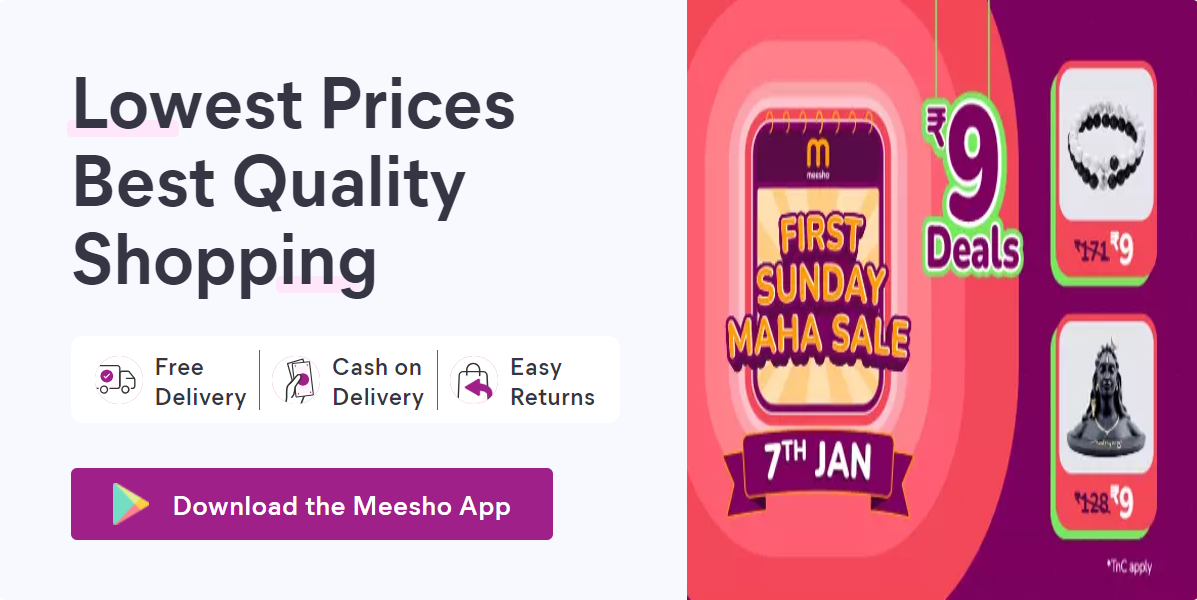 Lowest Prices
Best Quality
Shopping
Free
Delivery
Cash on
Delivery
Easy
Returns
Download the Meesho App
meesho
FIRST
SUNDAY
MAHA SALE
7TH JAN
₹9
Deals
₹171 ₹9
₹128 ₹9
*TnC apply